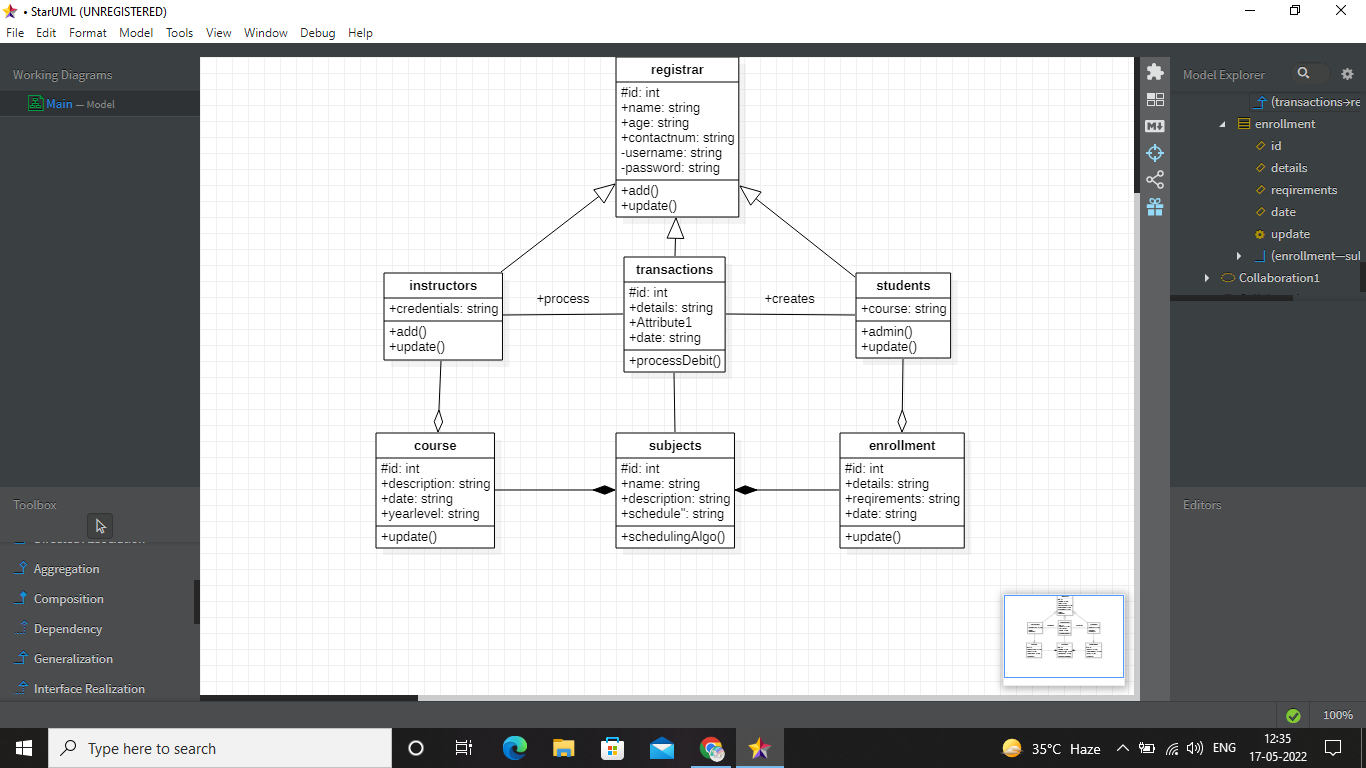 • StarUML (UNREGISTERED)
File Edit Format Model Tools View Window Debug Help
Working Diagrams
Main — Model
Toolbox
Aggregation
Composition
Dependency
Generalization
Interface Realization
registrar
#id: int
+name: string
+age: string
+contactnum: string
-username: string
-password: string
+add()
+update()
instructors
+credentials: string
+add()
+update()
+process
transactions
#id: int
+details: string
+Attribute1
+date: string
+processDebit()
+creates
students
+course: string
+admin()
+update()
course
#id: int
+description: string
+date: string
+yearlevel: string
+update()
subjects
#id: int
+name: string
+description: string
+schedule": string
+schedulingAlgo()
enrollment
#id: int
+details: string
+reqirements: string
+date: string
+update()
M+
Model Explorer
(transactions→re
enrollment
id
details
reqirements
date
update
(enrollment—sul
Collaboration1
Editors
100%
Type here to search
35°C Haze
ENG
12:35
17-05-2022